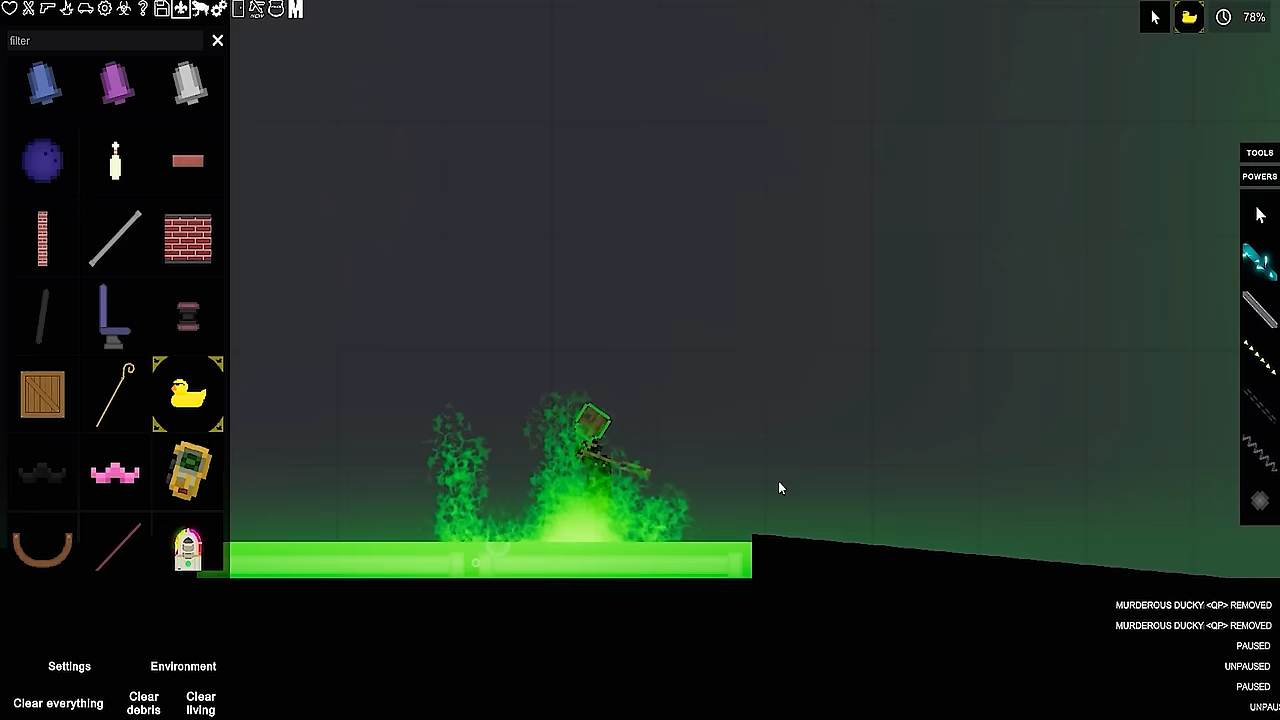 78%
filter
TOOLS
POWERS
MURDEROUS DUCKY <QP> REMOVED
MURDEROUS DUCKY <QP> REMOVED
PAUSED
UNPAUSED
PAUSED
UNPAUS
Settings
Environment
Clear everything
Clear debris
Clear living